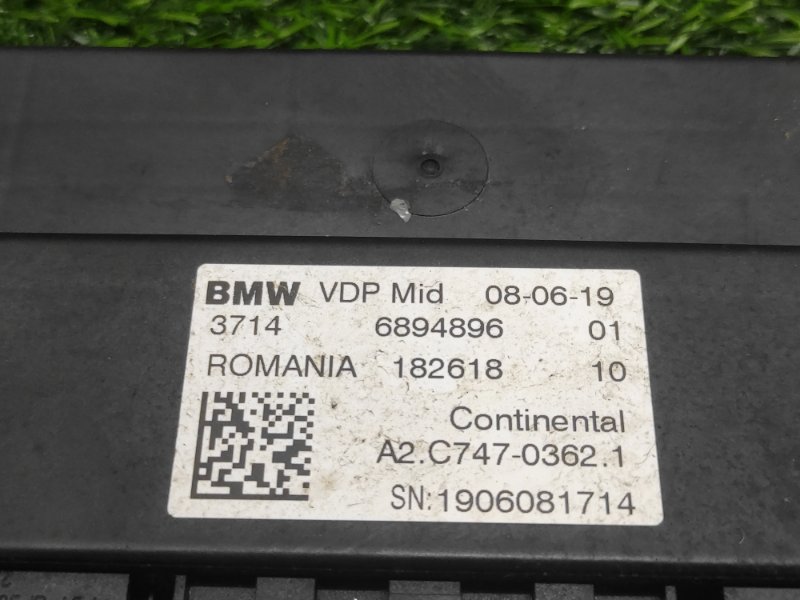 BMW VDP Mid 08-06-19
3714 6894896 01
ROMANIA 182618 10
Continental
A2.C747-0362.1
SN:1906081714